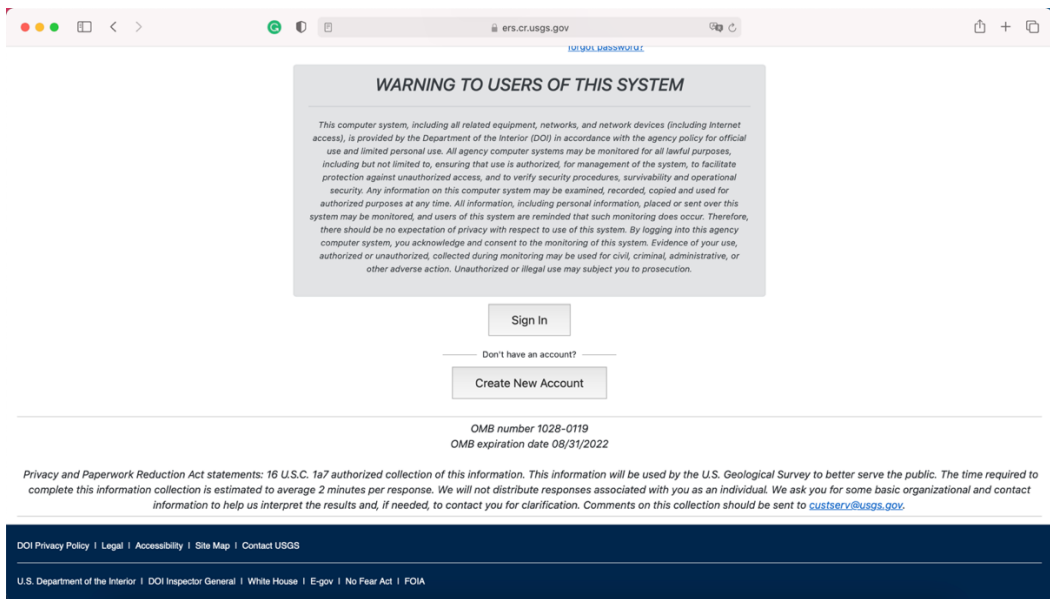 ers.cr.usgs.gov
forgot password?
WARNING TO USERS OF THIS SYSTEM
This computer system, including all related equipment, networks, and network devices (including Internet
access), is provided by the Department of the Interior (DOI) in accordance with the agency policy for official
use and limited personal use. All agency computer systems may be monitored for all lawful purposes,
including but not limited to, ensuring that use is authorized, for management of the system, to facilitate
protection against unauthorized access, and to verify security procedures, survivability and operational
security. Any information on this computer system may be examined, recorded, copied and used for
authorized purposes at any time. All information, including personal information, placed or sent over this
system may be monitored, and users of this system are reminded that such monitoring does occur. Therefore,
there should be no expectation of privacy with respect to use of this system. By logging into this agency
computer system, you acknowledge and consent to the monitoring of this system. Evidence of your use,
authorized or unauthorized, collected during monitoring may be used for civil, criminal, administrative, or
other adverse action. Unauthorized or illegal use may subject you to prosecution.
Sign In
Don't have an account?
Create New Account
OMB number 1028-0119
OMB expiration date 08/31/2022
Privacy and Paperwork Reduction Act statements: 16 U.S.C. 1a7 authorized collection of this information. This information will be used by the U.S. Geological Survey to better serve the public. The time required to
complete this information collection is estimated to average 2 minutes per response. We will not distribute responses associated with you as an individual. We ask you for some basic organizational and contact
information to help us interpret the results and, if needed, to contact you for clarification. Comments on this collection should be sent to custserv@usgs.gov.
DOI Privacy Policy | Legal | Accessibility | Site Map | Contact USGS
U.S. Department of the Interior | DOI Inspector General | White House | E-gov | No Fear Act | FOIA